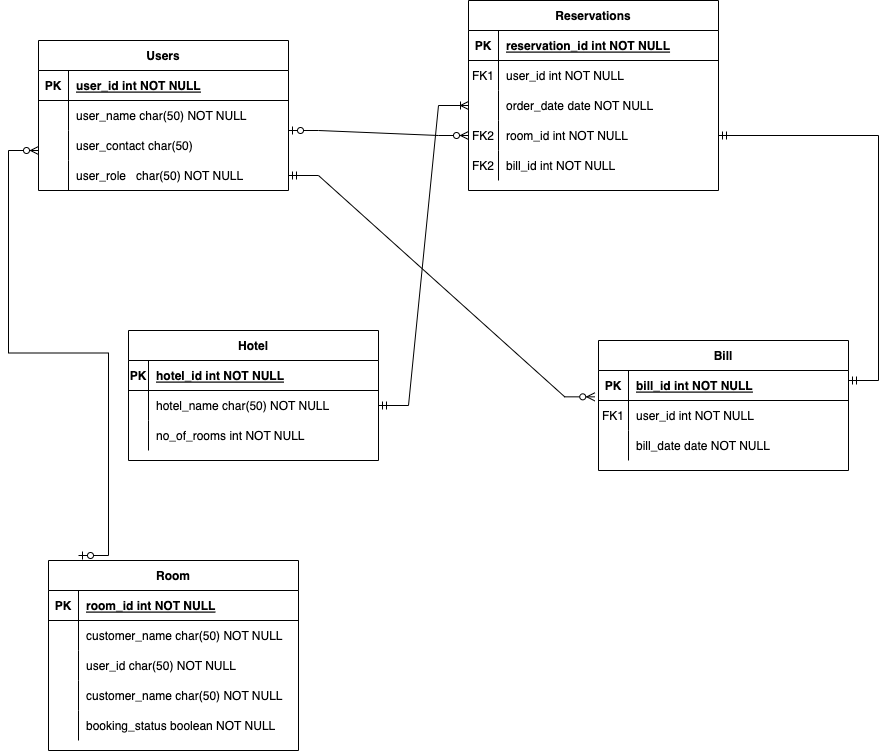 Reservations
PK reservation_id int NOT NULL
FK1 user_id int NOT NULL
order_date date NOT NULL
FK2 room_id int NOT NULL
FK2 bill_id int NOT NULL
Users
PK user_id int NOT NULL
user_name char(50) NOT NULL
user_contact char(50)
user_role char(50) NOT NULL
Hotel
PK hotel_id int NOT NULL
hotel_name char(50) NOT NULL
no_of_rooms int NOT NULL
Bill
PK bill_id int NOT NULL
FK1 user_id int NOT NULL
bill_date date NOT NULL
Room
PK room_id int NOT NULL
customer_name char(50) NOT NULL
user_id char(50) NOT NULL
customer_name char(50) NOT NULL
booking_status boolean NOT NULL